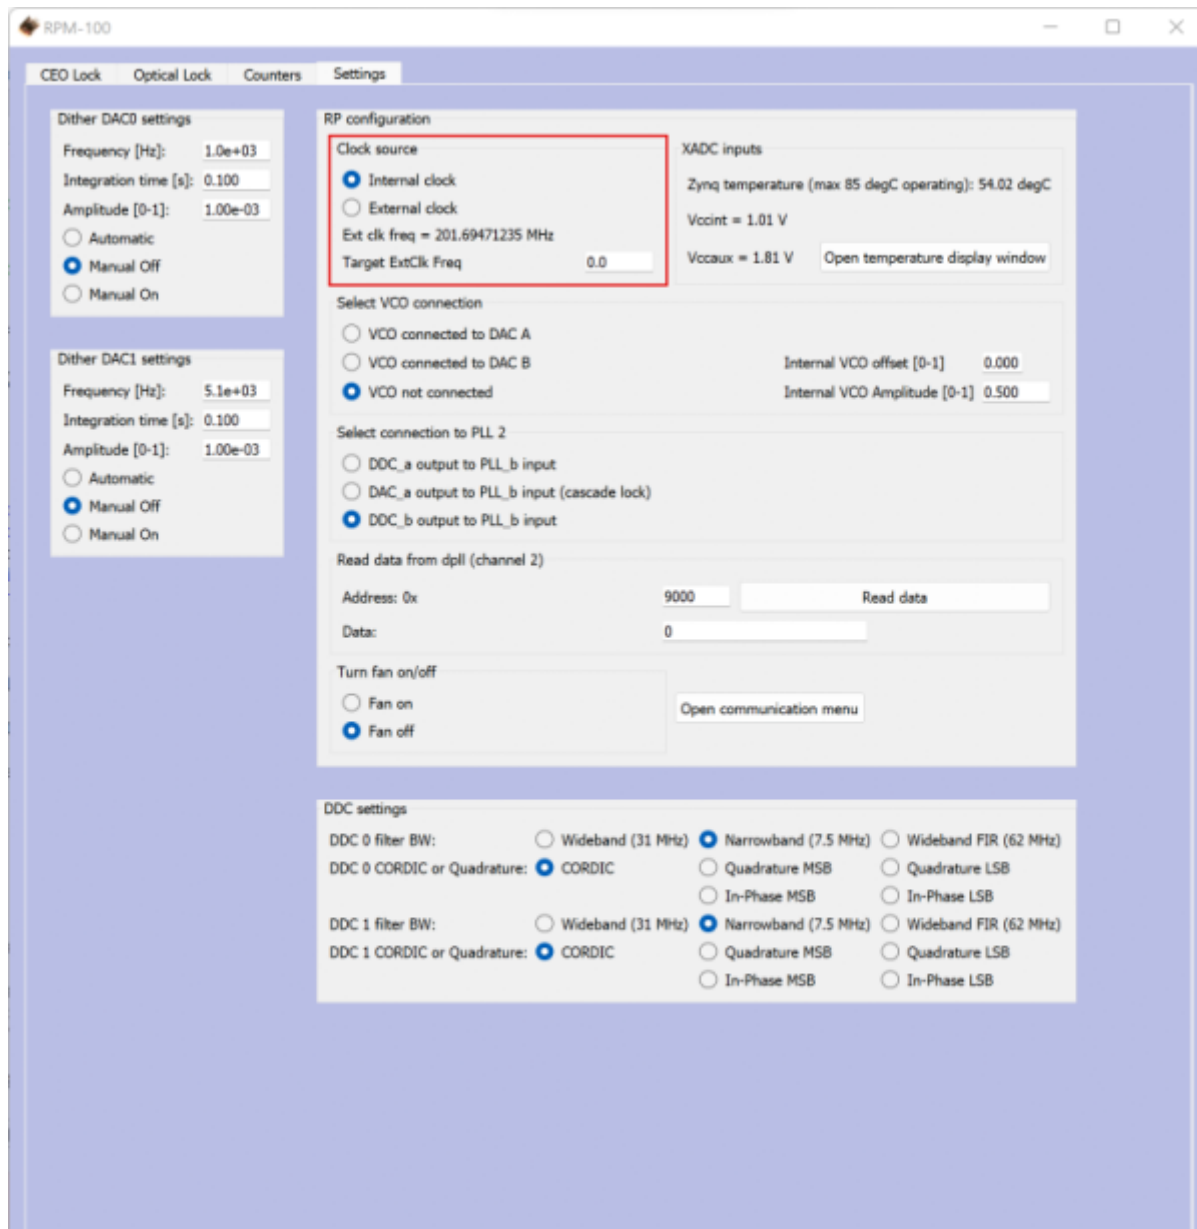 RPM-100
CEO Lock Optical Lock Counters Settings
Dither DAC0 settings
Frequency [Hz]: 1.0e+03
Integration time [s]: 0.100
Amplitude [0-1]: 1.00e-03
Automatic
Manual Off
Manual On
Dither DAC1 settings
Frequency [Hz]: 5.1e+03
Integration time [s]: 0.100
Amplitude [0-1]: 1.00e-03
Automatic
Manual Off
Manual On
RP configuration
Clock source
Internal clock
External clock
Ext clk freq = 201.69471235 MHz
Target ExtClk Freq 0.0
XADC inputs
Zynq temperature (max 85 degC operating): 54.02 degC
Vccint = 1.01 V
Vccaux = 1.81 V Open temperature display window
Select VCO connection
VCO connected to DAC A
VCO connected to DAC B Internal VCO offset [0-1] 0.000
VCO not connected Internal VCO Amplitude [0-1] 0.500
Select connection to PLL 2
DDC_a output to PLL_b input
DAC_a output to PLL_b input (cascade lock)
DDC_b output to PLL_b input
Read data from dpll (channel 2)
Address: 0x 9000 Read data
Data: 0
Turn fan on/off
Fan on
Fan off
Open communication menu
DDC settings
DDC 0 filter BW: Wideband (31 MHz) Narrowband (7.5 MHz) Wideband FIR (62 MHz)
DDC 0 CORDIC or Quadrature: CORDIC Quadrature MSB Quadrature LSB
In-Phase MSB In-Phase LSB
DDC 1 filter BW: Wideband (31 MHz) Narrowband (7.5 MHz) Wideband FIR (62 MHz)
DDC 1 CORDIC or Quadrature: CORDIC Quadrature MSB Quadrature LSB
In-Phase MSB In-Phase LSB